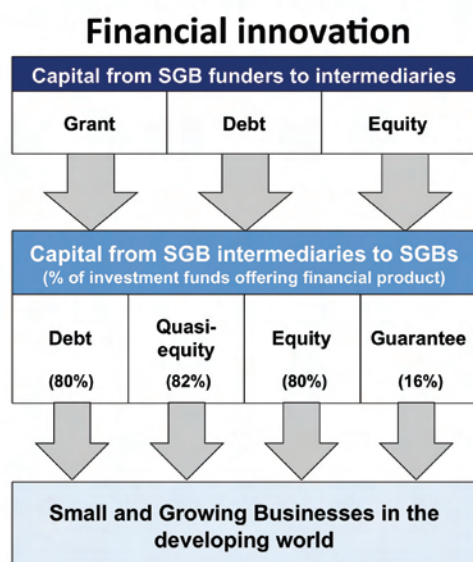 Financial innovation
Capital from SGB funders to intermediaries
Grant Debt Equity
Capital from SGB intermediaries to SGBs
(% of investment funds offering financial product)
Debt Quasi-equity Equity Guarantee
(80%) (82%) (80%) (16%)
Small and Growing Businesses in the
developing world